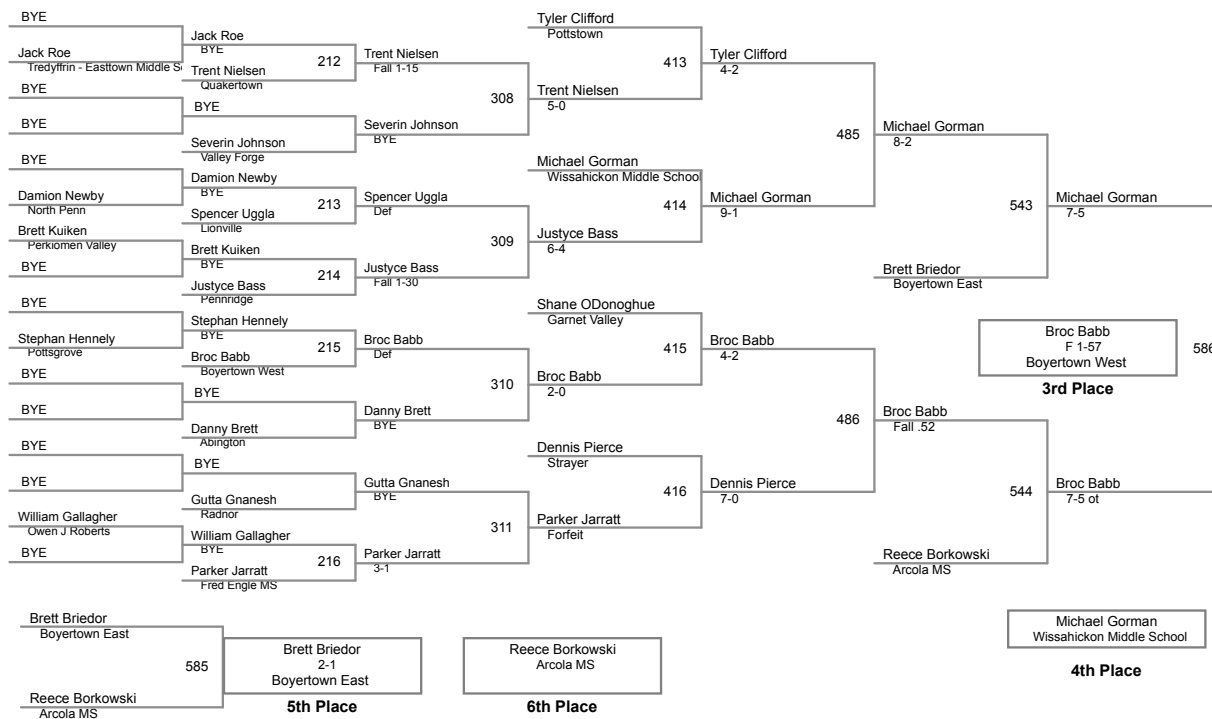 BYE
Jack Roe
Tredyffrin - Easttown Middle S
BYE
BYE
BYE
Damion Newby
North Penn
Brett Kuiken
Perkiomen Valley
BYE
BYE
Stephan Hennely
Pottsgrove
BYE
BYE
BYE
BYE
William Gallagher
Owen J Roberts
BYE
Jack Roe
BYE
212
Trent Nielsen
Quakertown
BYE
Severin Johnson
Valley Forge
Damion Newby
BYE
213
Spencer Uggla
Lionville
Brett Kuiken
BYE
214
Justyce Bass
Pennridge
Stephan Hennely
BYE
215
Broc Babb
Boyertown West
BYE
Danny Brett
Abington
BYE
Gutta Gnanesh
Radnor
William Gallagher
BYE
216
Parker Jarratt
Fred Engle MS
Trent Nielsen
Fall 1-15
308
Severin Johnson
BYE
Spencer Uggla
Def
309
Justyce Bass
Fall 1-30
Broc Babb
Def
310
Danny Brett
BYE
Gutta Gnanesh
BYE
311
Parker Jarratt
3-1
Tyler Clifford
Pottstown
413
Trent Nielsen
5-0
Michael Gorman
Wissahickon Middle School
414
Justyce Bass
6-4
Shane ODonoghue
Garnet Valley
415
Broc Babb
2-0
Dennis Pierce
Strayer
416
Parker Jarratt
Forfeit
Tyler Clifford
4-2
485
Michael Gorman
9-1
Broc Babb
4-2
486
Dennis Pierce
7-0
Michael Gorman
8-2
543
Brett Briedor
Boyertown East
Broc Babb
Fall .52
544
Reece Borkowski
Arcola MS
Michael Gorman
7-5
Broc Babb
F 1-57
Boyertown West
586
3rd Place
Broc Babb
7-5 ot
Michael Gorman
Wissahickon Middle School
4th Place
Brett Briedor
Boyertown East
585
Reece Borkowski
Arcola MS
Brett Briedor
2-1
Boyertown East
5th Place
Reece Borkowski
Arcola MS
6th Place